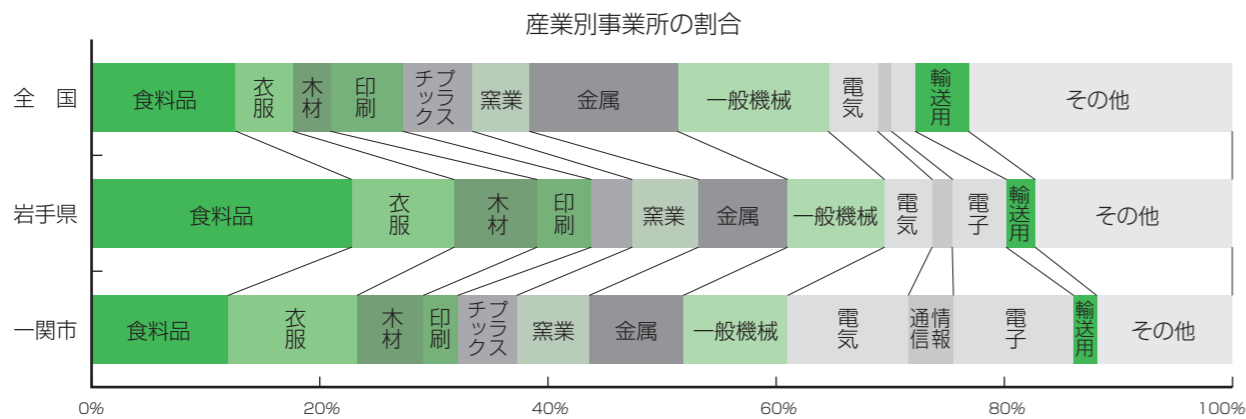 産業別事業所の割合
全 国
食料品 衣服 木材 印刷 プラスチック 窯業 金属 一般機械 電気 輸送用 その他
岩手県
食料品 衣服 木材 印刷 窯業 金属 一般機械 電気 電子 輸送用 その他
一関市
食料品 衣服 木材 印刷 プラスチック 窯業 金属 一般機械 電気 情報通信 電子 輸送用 その他
0% 20% 40% 60% 80% 100%